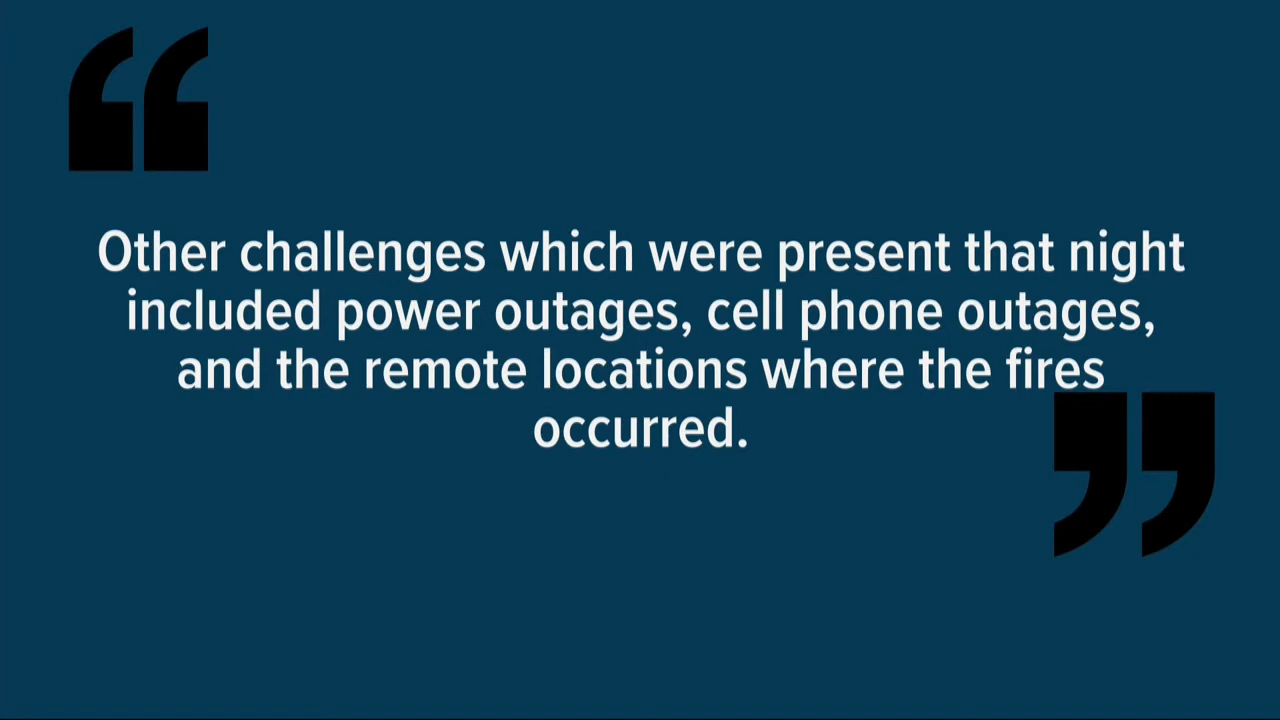 “
Other challenges which were present that night
included power outages, cell phone outages,
and the remote locations where the fires
occurred.
”